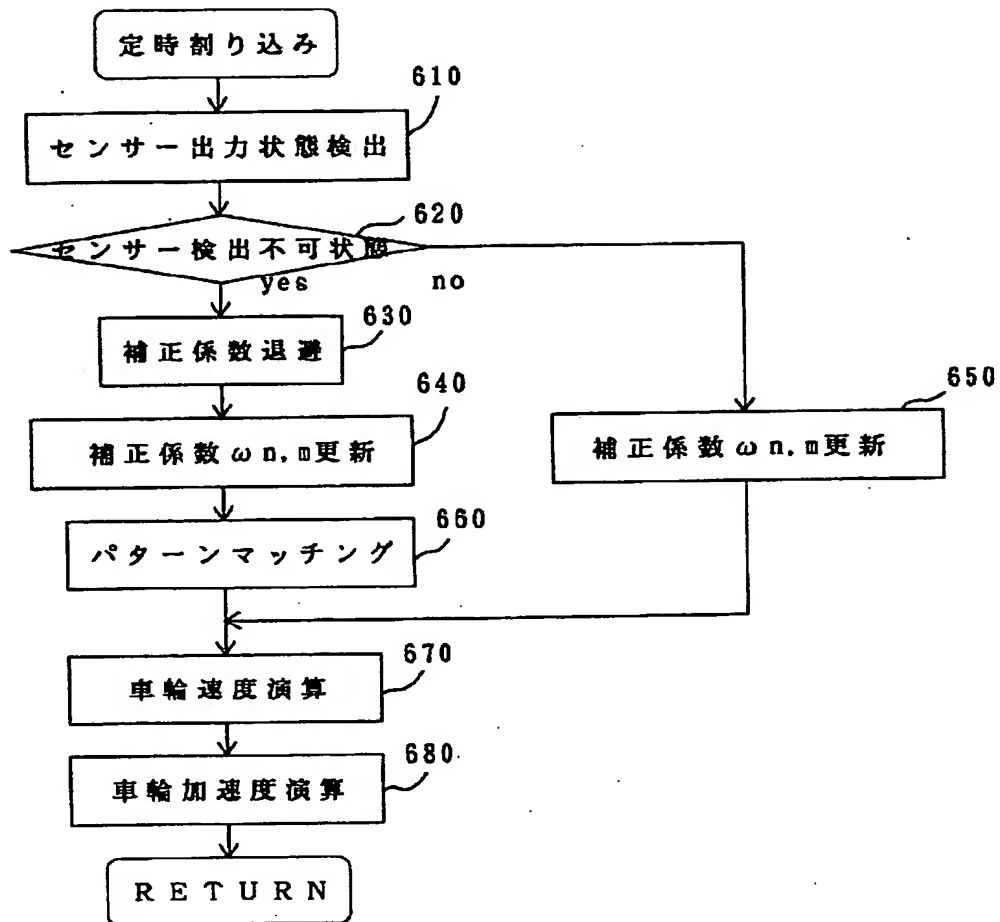 定時割り込み
610
センサー出力状態検出
620
センサー検出不可状態
yes no
630
補正係数退避
640
補正係数ωn,m更新
650
補正係数ωn,m更新
660
パターンマッチング
670
車輪速度演算
680
車輪加速度演算
RETURN